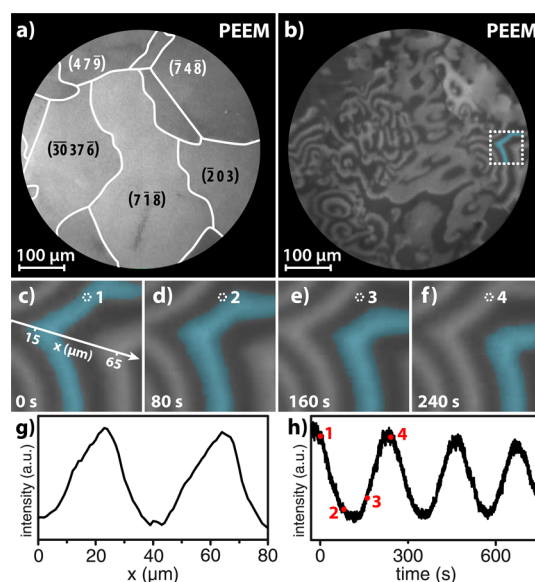 a) PEEM
(4 7 9̄)
(7̄ 4 8̄)
(3̄0 37 6̄)
(2̄ 0 3)
(7 1̄ 8̄)
100 µm
b) PEEM
100 µm
c) 1
15
x (µm)
65
0 s
d) 2
80 s
e) 3
160 s
f) 4
240 s
g)
intensity (a.u.)
0 20 40 60 80
x (µm)
h)
1
4
3
2
intensity (a.u.)
0 300 600
time (s)